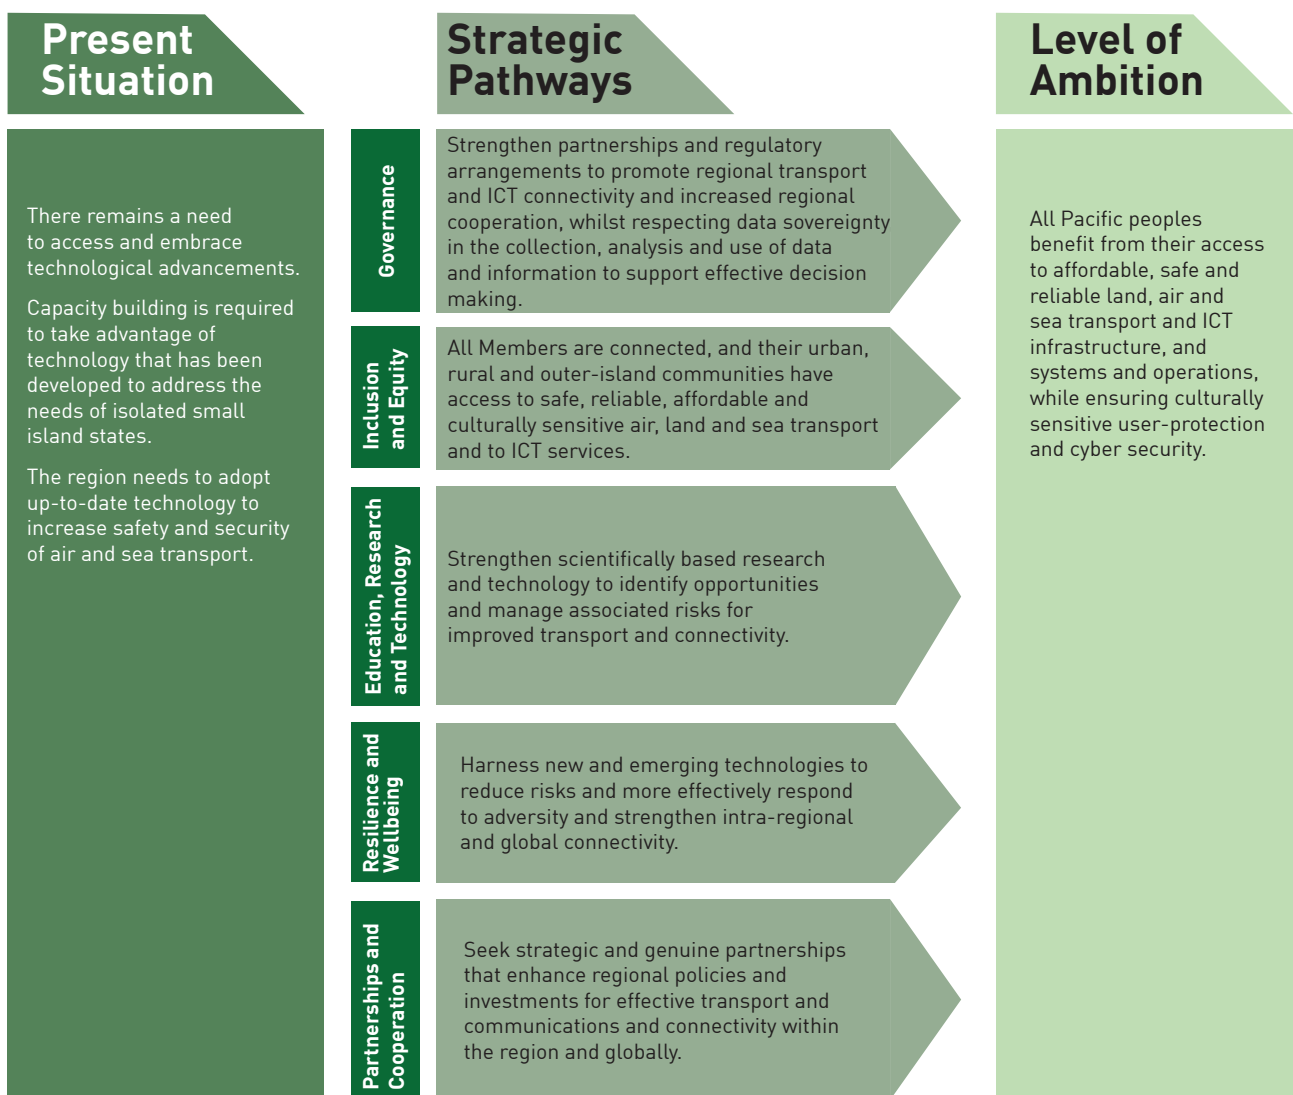 Present
Situation
There remains a need
to access and embrace
technological advancements.
Capacity building is required
to take advantage of
technology that has been
developed to address the
needs of isolated small
island states.
The region needs to adopt
up-to-date technology to
increase safety and security
of air and sea transport.
Strategic
Pathways
Governance
Strengthen partnerships and regulatory
arrangements to promote regional transport
and ICT connectivity and increased regional
cooperation, whilst respecting data sovereignty
in the collection, analysis and use of data
and information to support effective decision
making.
Inclusion
and Equity
All Members are connected, and their urban,
rural and outer-island communities have
access to safe, reliable, affordable and
culturally sensitive air, land and sea transport
and to ICT services.
Education, Research
and Technology
Strengthen scientifically based research
and technology to identify opportunities
and manage associated risks for
improved transport and connectivity.
Resilience and
Wellbeing
Harness new and emerging technologies to
reduce risks and more effectively respond
to adversity and strengthen intra-regional
and global connectivity.
Partnerships and
Cooperation
Seek strategic and genuine partnerships
that enhance regional policies and
investments for effective transport and
communications and connectivity within
the region and globally.
Level of
Ambition
All Pacific peoples
benefit from their access
to affordable, safe and
reliable land, air and
sea transport and ICT
infrastructure, and
systems and operations,
while ensuring culturally
sensitive user-protection
and cyber security.